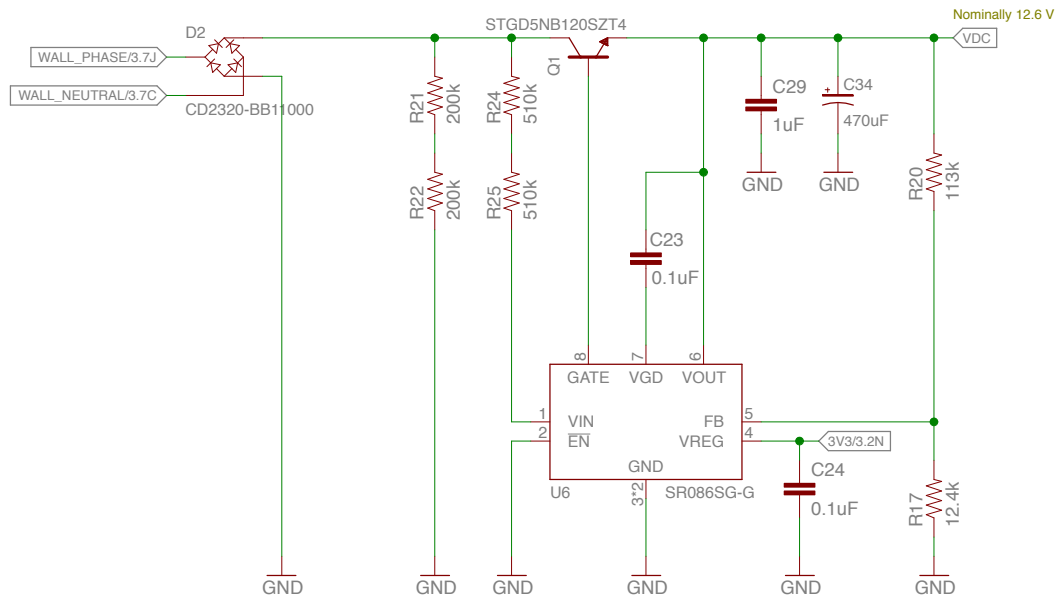 Nominally 12.6 V
STGD5NB120SZT4
D2
VDC
WALL_PHASE/3.7J
Q1
WALL_NEUTRAL/3.7C
CD2320-BB11000
R21
200k
R24
510k
C29
1uF
+
C34
470uF
GND
GND
R20
113k
R22
200k
R25
510k
C23
0.1uF
8
7
6
GATE
VGD
VOUT
1
VIN
FB
5
2
EN
VREG
4
3V3/3.2N
GND
U6
3*2
SR086SG-G
C24
0.1uF
R17
12.4k
GND
GND
GND
GND
GND
GND